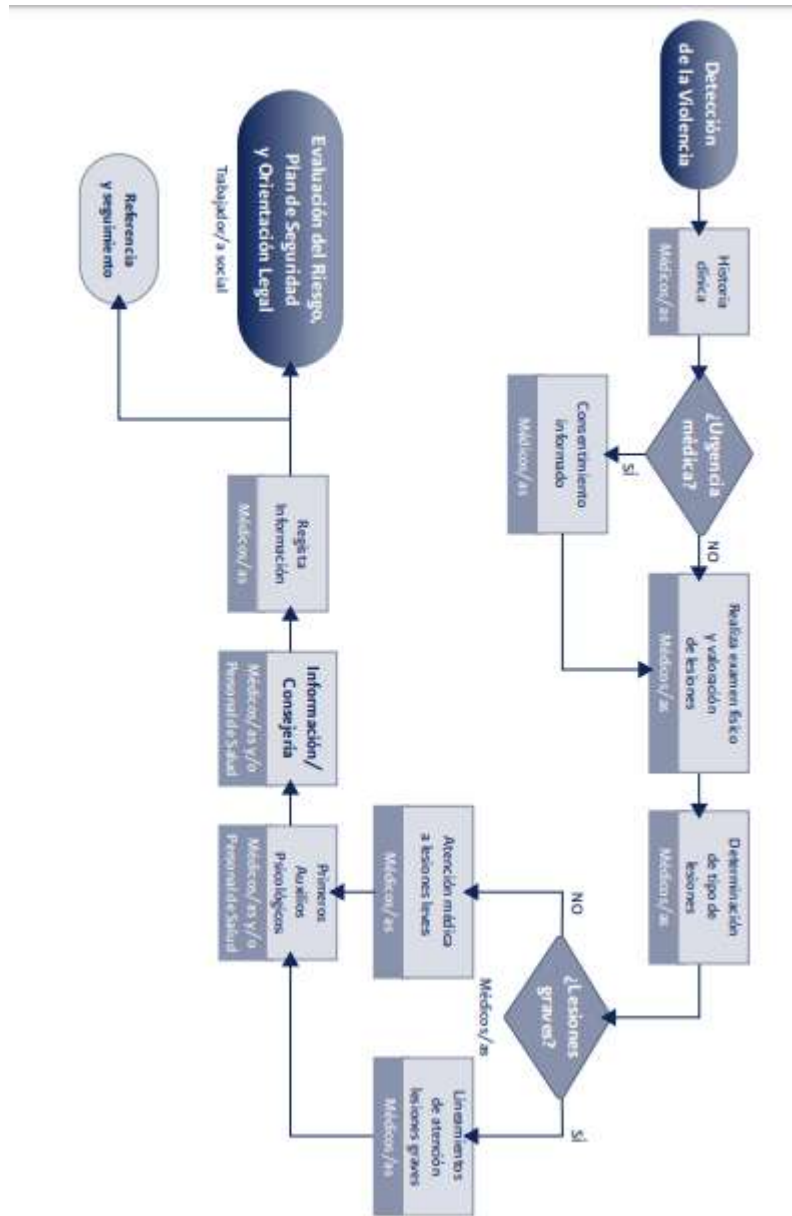 Detección
de la Violencia
Historia
clínica
Médicos/as
¿Urgencia
médica?
SÍ
NO
Consentimiento
informado
Médicos/as
Realiza examen físico
y valoración
de lesiones
Médicos/as
Determinación
de tipo de
lesiones
Médicos/as
¿Lesiones
graves?
Médicos/as
NO
SÍ
Atención médica
a lesiones leves
Médicos/as
Lineamientos
de atención
lesiones graves
Médicos/as
Primeros
Auxilios
Psicológicos
Médicos/as y/o
Personal de Salud
Información/
Consejería
Médicos/as y/o
Personal de Salud
Regista
Información
Médicos/as
Evaluación del Riesgo,
Plan de Seguridad
y Orientación Legal
Trabajador/a social
Referencia
y seguimiento